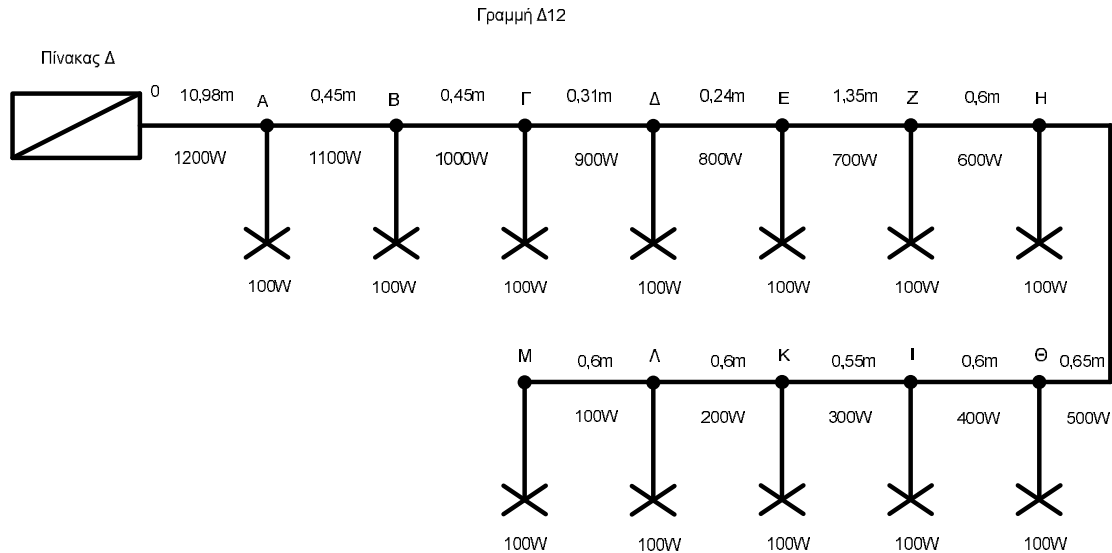 Γραμμή Δ12
Πίνακας Δ
0 10,98m Α 0,45m Β 0,45m Γ 0,31m Δ 0,24m Ε 1,35m Ζ 0,6m Η
1200W 1100W 1000W 900W 800W 700W 600W
100W 100W 100W 100W 100W 100W 100W
Μ 0,6m Λ 0,6m Κ 0,55m Ι 0,6m Θ 0,65m
100W 200W 300W 400W 500W
100W 100W 100W 100W 100W